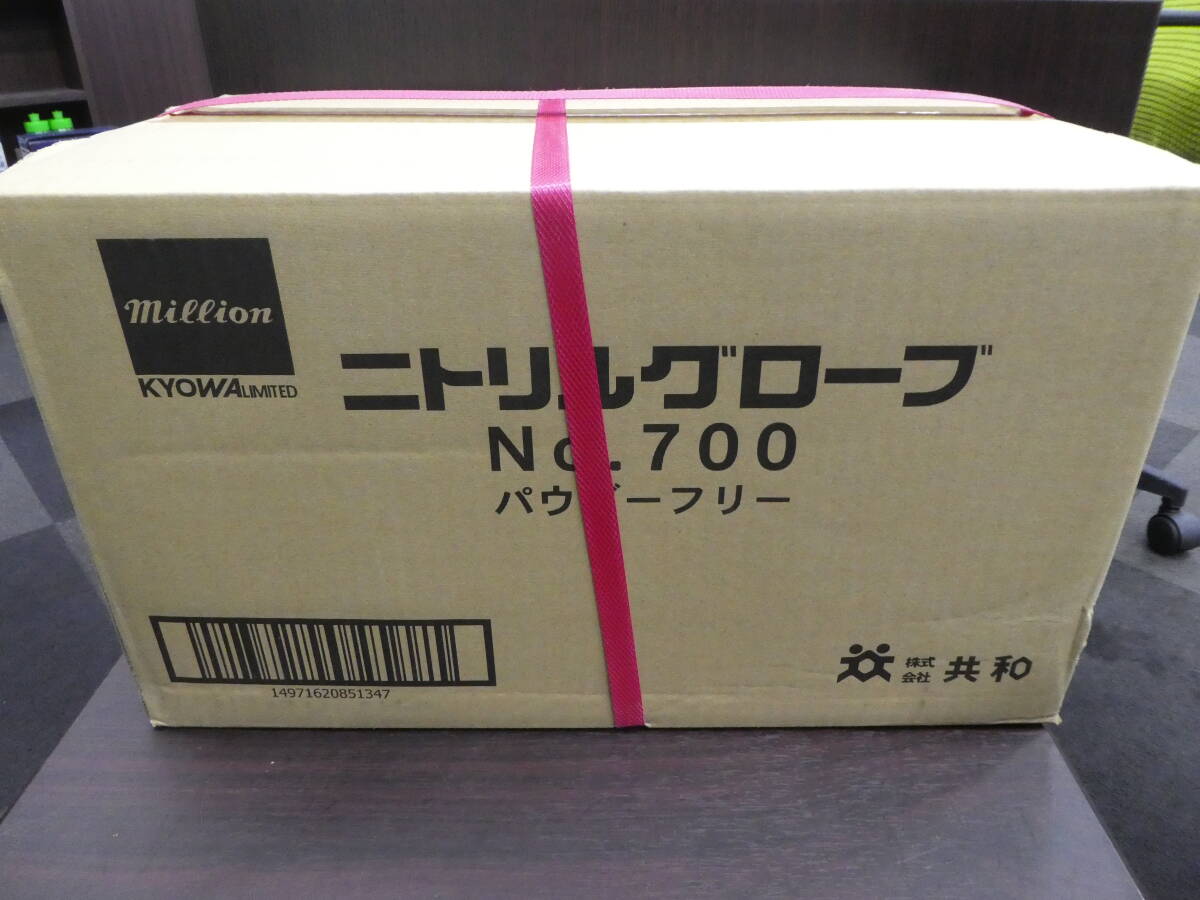 million
KYOWA LIMITED
ニトリルグローブ
No.700
パウダーフリー
14971620851347
株式会社 共和